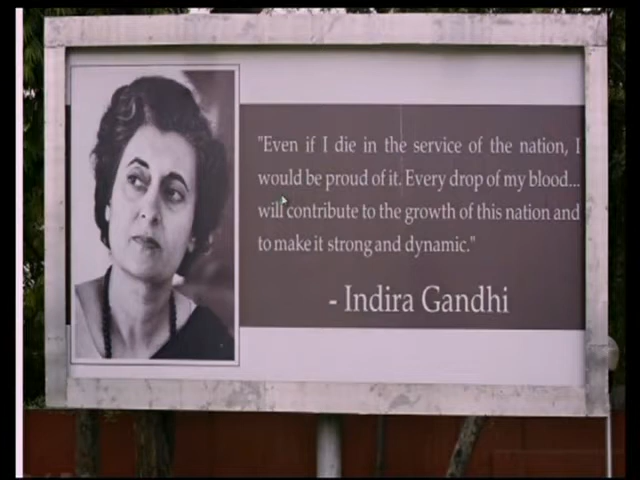 "Even if I die in the service of the nation, I
would be proud of it. Every drop of my blood...
will contribute to the growth of this nation and
to make it strong and dynamic."
- Indira Gandhi